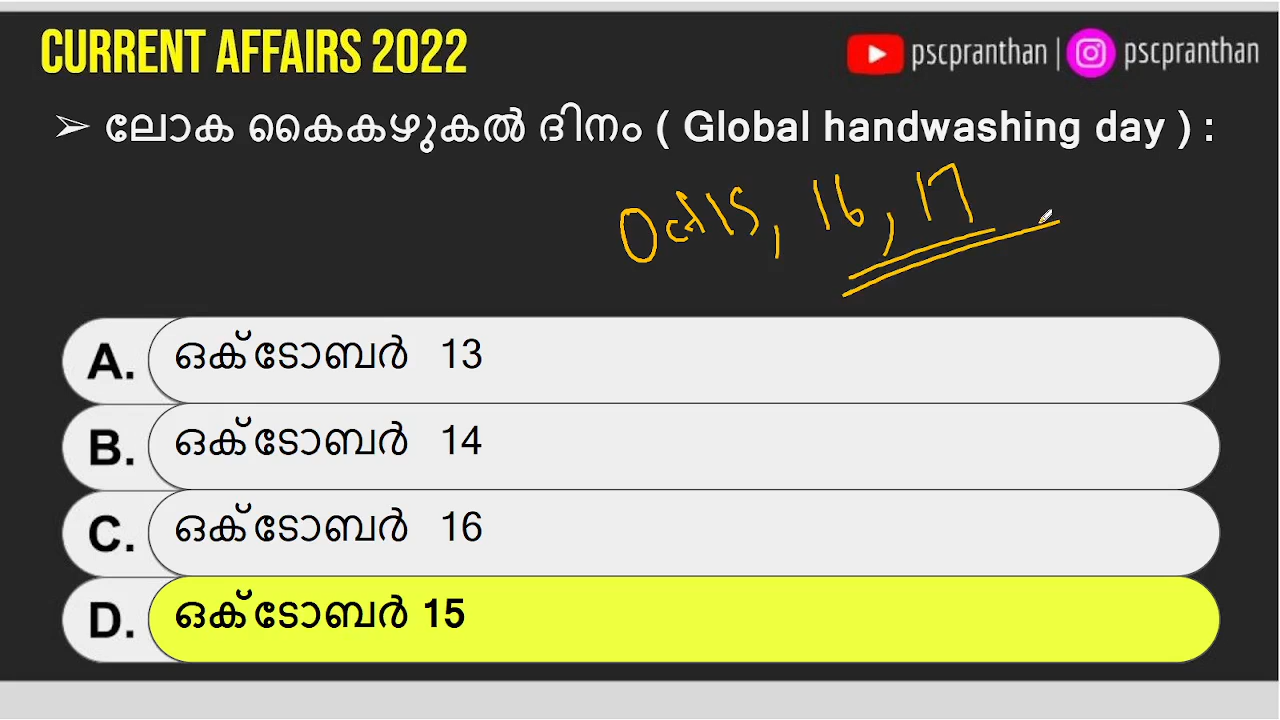 CURRENT AFFAIRS 2022
pscpranthan | pscpranthan
➢ ലോക കൈകഴുകൽ ദിനം ( Global handwashing day ) :
Oct 15, 16, 17
A. ഒക്ടോബർ 13
B. ഒക്ടോബർ 14
C. ഒക്ടോബർ 16
D. ഒക്ടോബർ 15